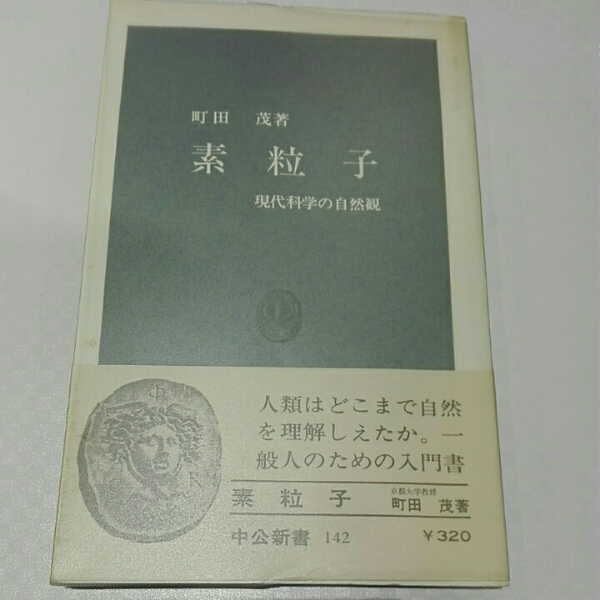 町田 茂著
素粒子
現代科学の自然観
人類はどこまで自然
を理解しえたか。一
般人のための入門書
素粒子 京都大学教授 町田 茂著
中公新書 142 ¥320